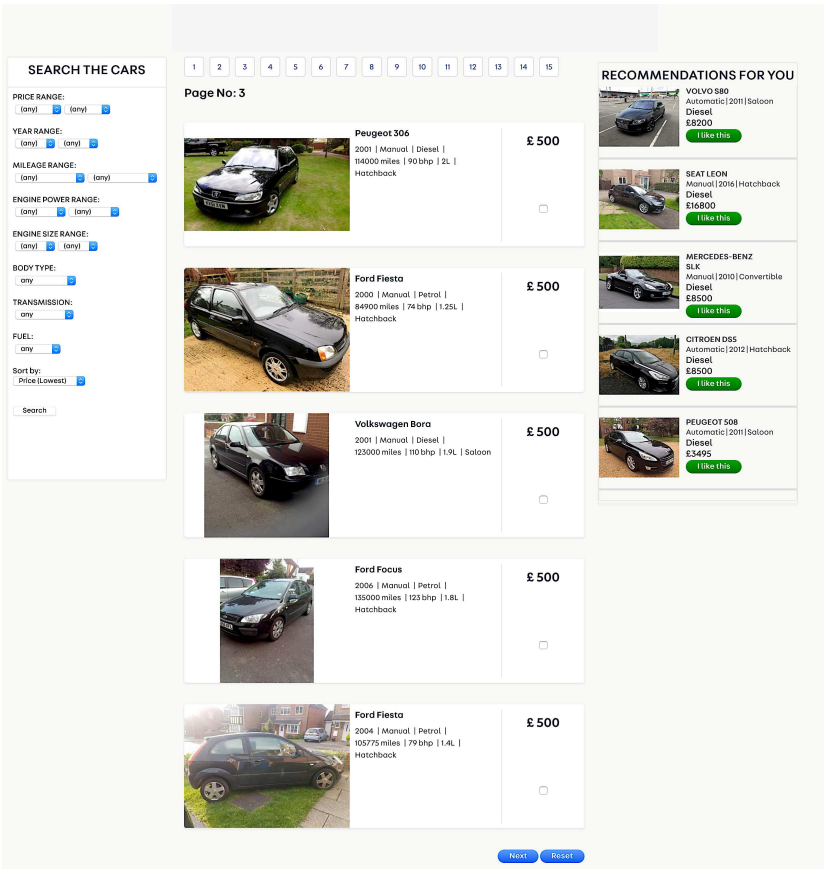 SEARCH THE CARS
PRICE RANGE:
(any) (any)
YEAR RANGE:
(any) (any)
MILEAGE RANGE:
(any) (any)
ENGINE POWER RANGE:
(any) (any)
ENGINE SIZE RANGE:
(any) (any)
BODY TYPE:
any
TRANSMISSION:
any
FUEL:
any
Sort by:
Price (Lowest)
Search
1 2 3 4 5 6 7 8 9 10 11 12 13 14 15
Page No: 3
Peugeot 306
2001 | Manual | Diesel |
114000 miles | 90 bhp | 2L |
Hatchback
£ 500
Ford Fiesta
2000 | Manual | Petrol |
84900 miles | 74 bhp | 1.25L |
Hatchback
£ 500
Volkswagen Bora
2001 | Manual | Diesel |
123000 miles | 110 bhp | 1.9L | Saloon
£ 500
Ford Focus
2006 | Manual | Petrol |
135000 miles | 123 bhp | 1.8L |
Hatchback
£ 500
Ford Fiesta
2004 | Manual | Petrol |
105775 miles | 79 bhp | 1.4L |
Hatchback
£ 500
Next Reset
RECOMMENDATIONS FOR YOU
VOLVO S80
Automatic|2011|Saloon
Diesel
£8200
I like this
SEAT LEON
Manual|2016|Hatchback
Diesel
£16800
I like this
MERCEDES-BENZ
SLK
Manual|2010|Convertible
Diesel
£8500
I like this
CITROEN DS5
Automatic|2012|Hatchback
Diesel
£8500
I like this
PEUGEOT 508
Automatic|2011|Saloon
Diesel
£3495
I like this